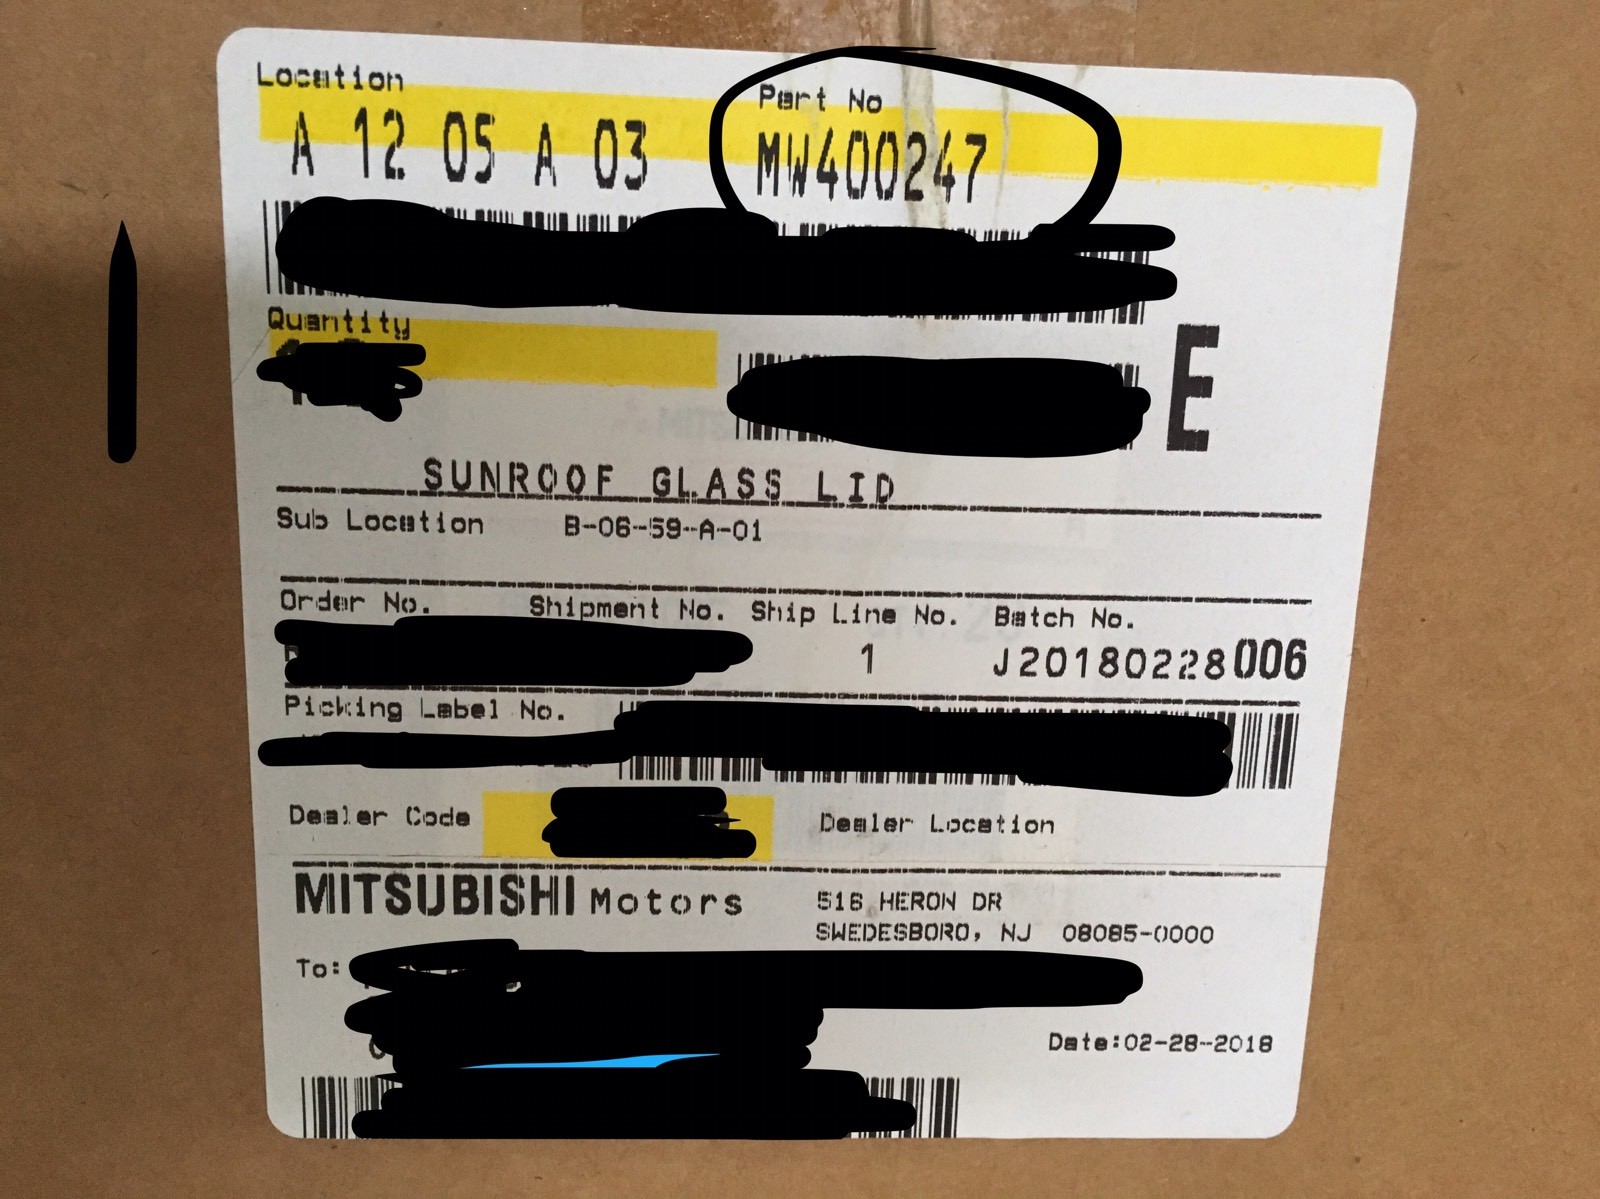 Location
A 12 05 A 03
Part No
MW400247
Quantity
E
SUNROOF GLASS LID
Sub Location B-06-59-A-01
Order No. Shipment No. Ship Line No. Batch No.
1 J20180228006
Picking Label No.
Dealer Code Dealer Location
MITSUBISHI Motors
516 HERON DR
SWEDESBORO, NJ 08085-0000
To:
Date:02-28-2018